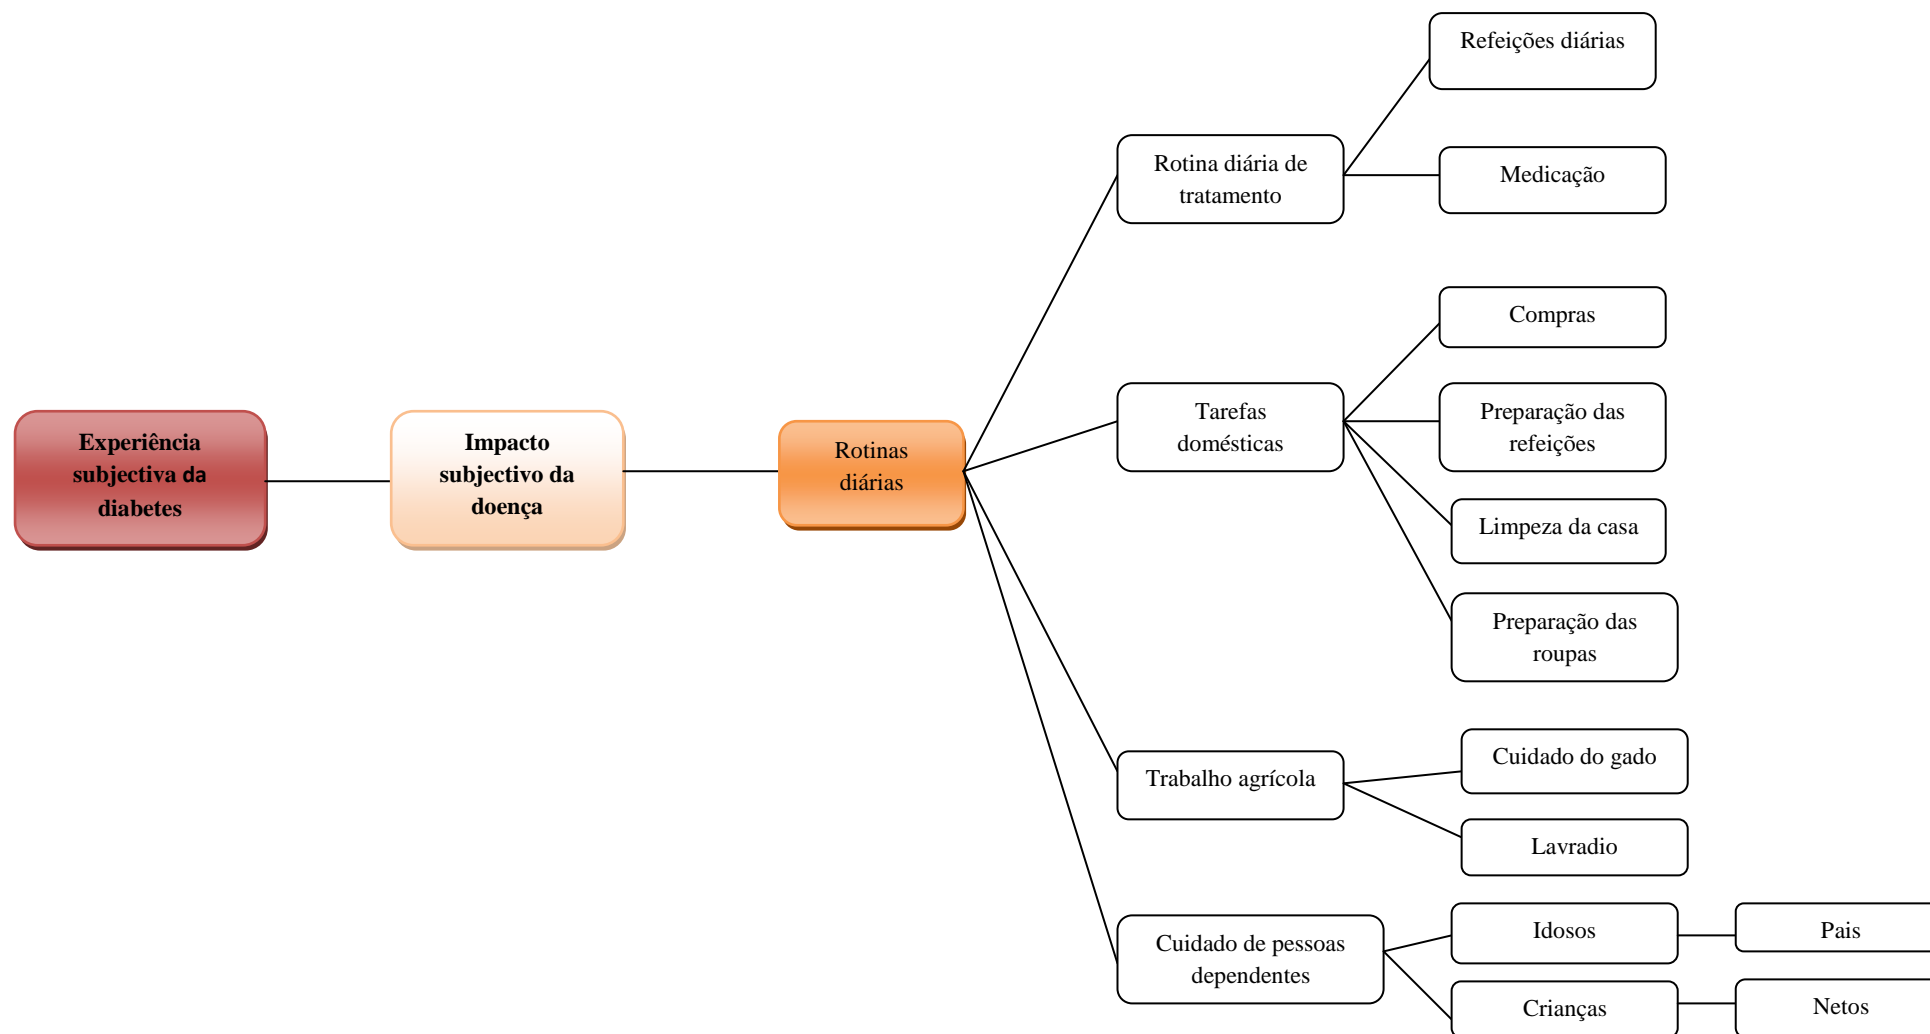 Experiência
subjectiva da
diabetes
Impacto
subjectivo da
doença
Rotinas
diárias
Rotina diária de
tratamento
Refeições diárias
Medicação
Tarefas
domésticas
Compras
Preparação das
refeições
Limpeza da casa
Preparação das
roupas
Trabalho agrícola
Cuidado do gado
Lavradio
Cuidado de pessoas
dependentes
Idosos
Pais
Crianças
Netos